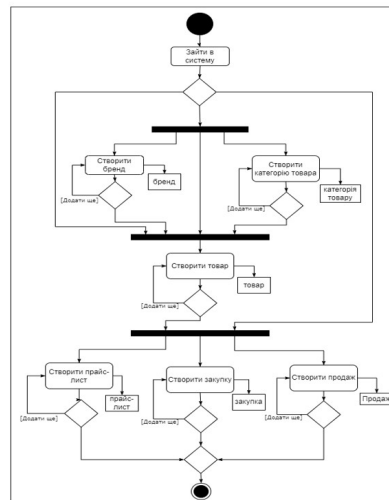 Зайти в
систему
Створити
бренд
бренд
[Додати ще]
Створити
категорію товара
категорія
товару
[Додати ще]
Створити товар
товар
[Додати ще]
Створити прайс-
лист
прайс-
лист
[Додати ще]
Створити закупку
закупка
[Додати ще]
Створити продаж
Продаж
[Додати ще]